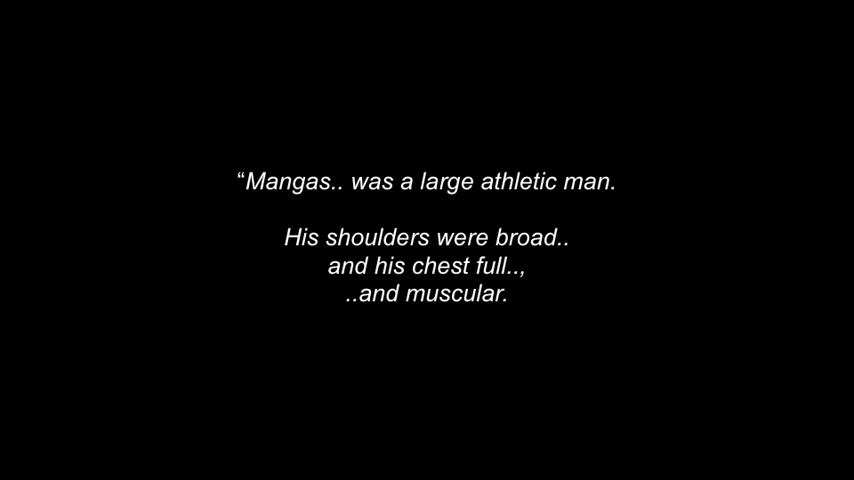 “Mangas.. was a large athletic man.
His shoulders were broad..
and his chest full..,
..and muscular.